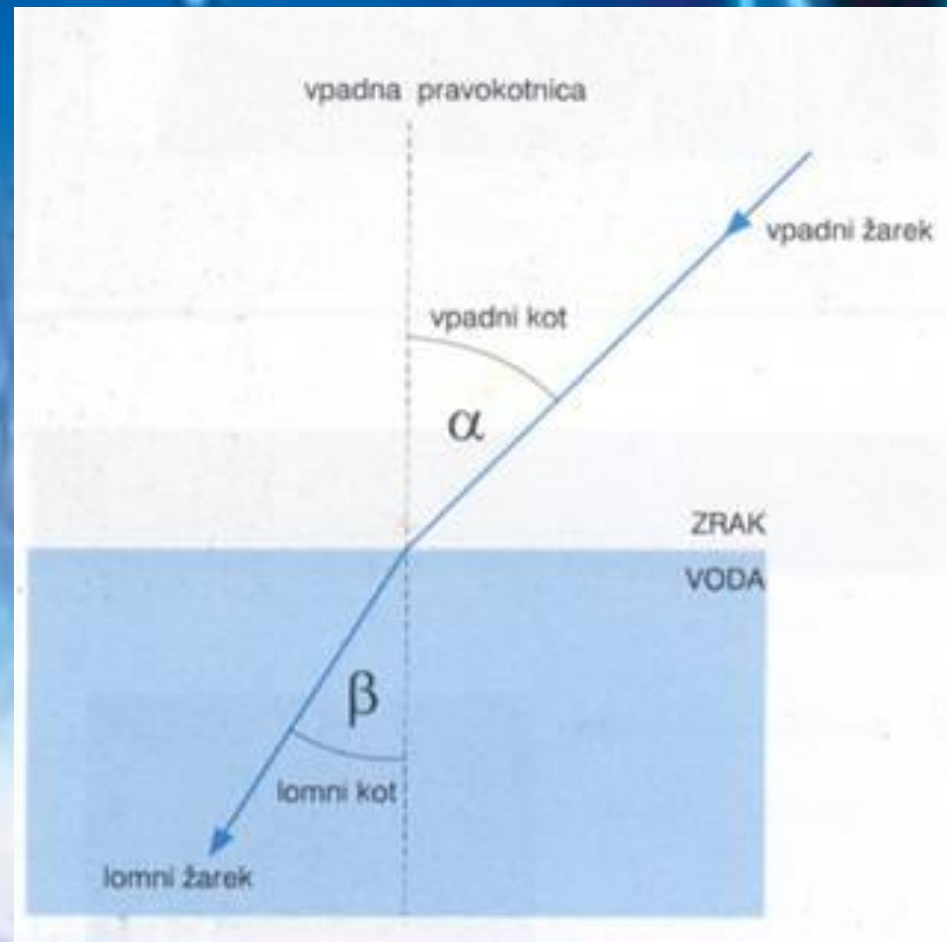 vpadna pravokotnica
vpadni žarek
vpadni kot
α
ZRAK
VODA
β
lomni kot
lomni žarek